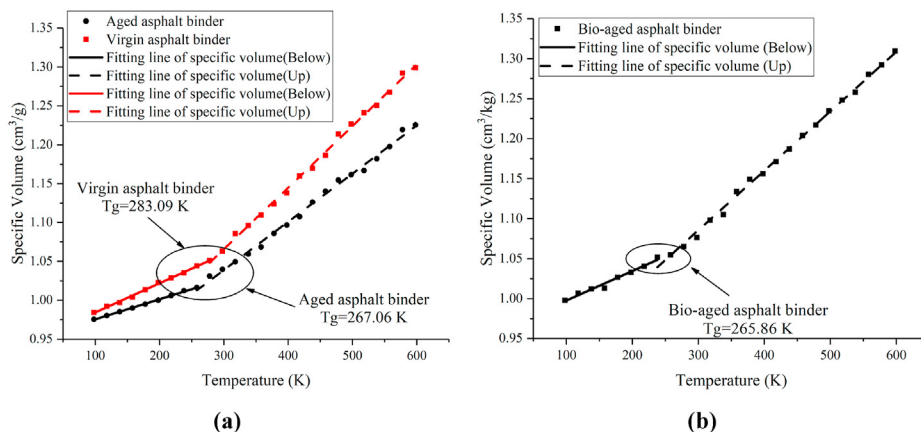 Aged asphalt binder
Virgin asphalt binder
Fitting line of specific volume(Below)
Fitting line of specific volume(Up)
Fitting line of specific volume(Below)
Fitting line of specific volume(Up)
Specific Volume (cm³/g)
1.35
1.30
1.25
1.20
1.15
1.10
1.05
1.00
0.95
Virgin asphalt binder
Tg=283.09 K
Aged asphalt binder
Tg=267.06 K
100 200 300 400 500 600
Temperature (K)
(a)
Bio-aged asphalt binder
Fitting line of specific volume (Below)
Fitting line of specific volume (Up)
Specific Volume (cm³/kg)
1.35
1.30
1.25
1.20
1.15
1.10
1.05
1.00
0.95
Bio-aged asphalt binder
Tg=265.86 K
100 200 300 400 500 600
Temperature (K)
(b)